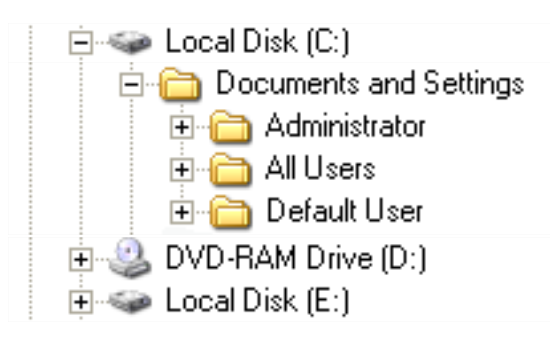 Local Disk (C:)
Documents and Settings
Administrator
All Users
Default User
DVD-RAM Drive (D:)
Local Disk (E:)